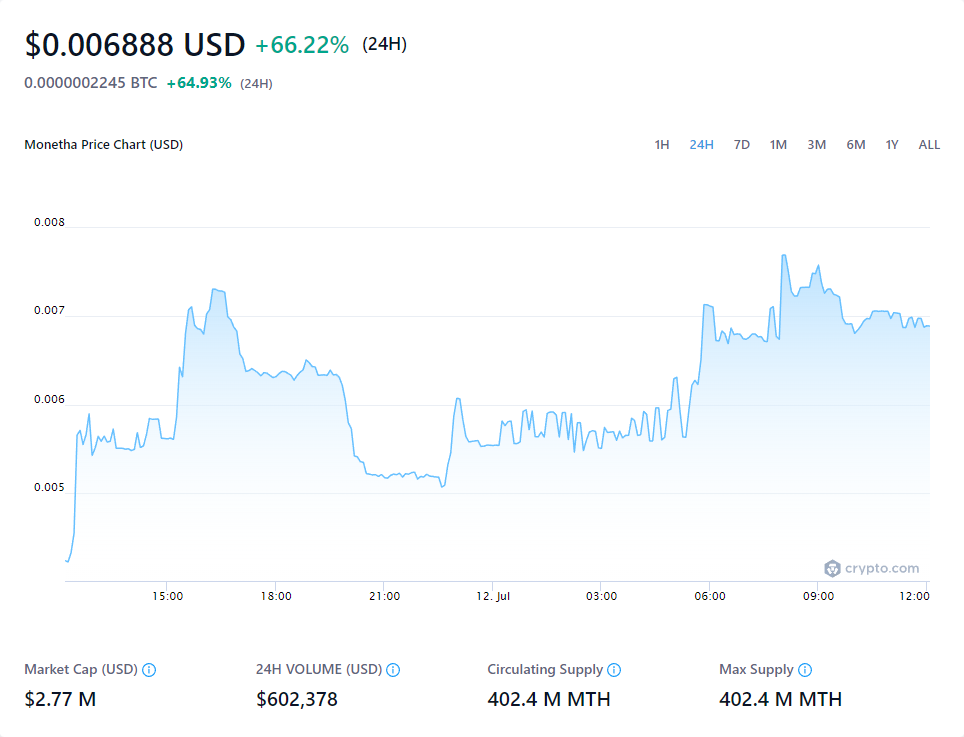 $0.006888 USD +66.22% (24H)
0.0000002245 BTC +64.93% (24H)
Monetha Price Chart (USD) 1H 24H 7D 1M 3M 6M 1Y ALL
0.008
0.007
0.006
0.005
crypto.com
15:00 18:00 21:00 12. Jul 03:00 06:00 09:00 12:00
Market Cap (USD) 24H VOLUME (USD) Circulating Supply Max Supply
$2.77 M $602,378 402.4 M MTH 402.4 M MTH